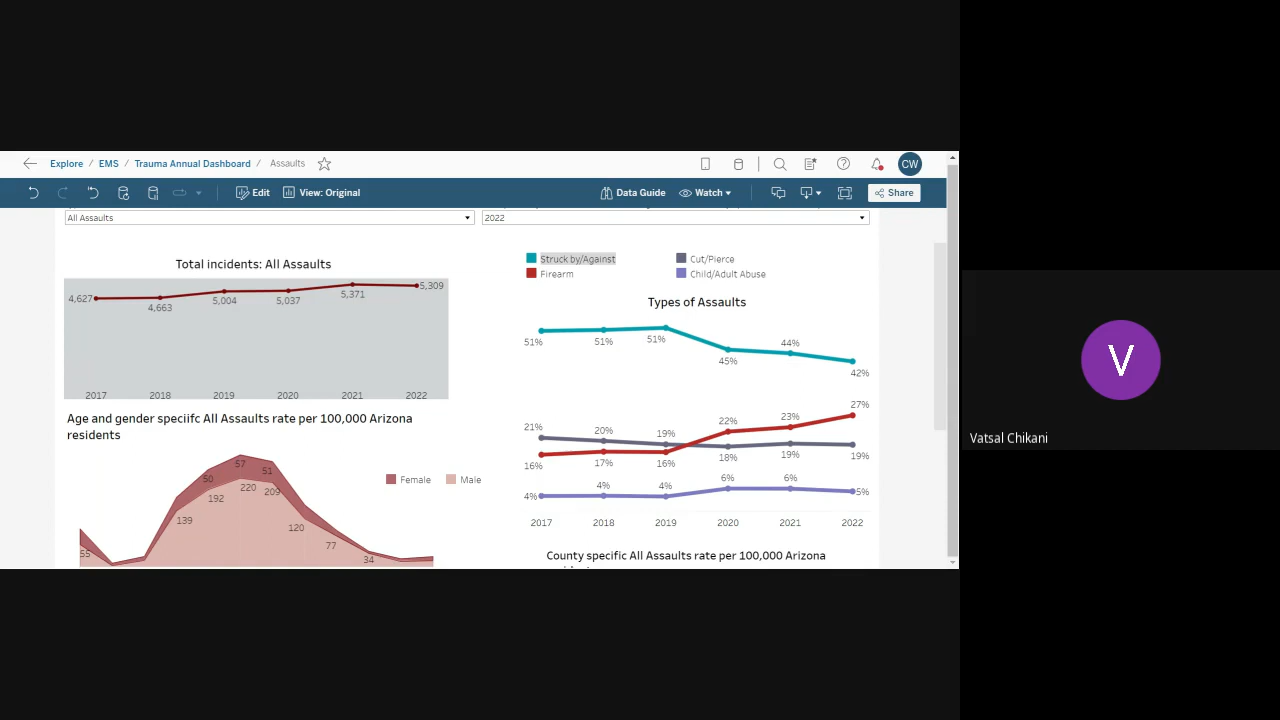 Explore / EMS / Trauma Annual Dashboard / Assaults
CW
Edit
View: Original
Data Guide
Watch
Share
All Assaults
2022
Total incidents: All Assaults
4,627
4,663
5,004
5,037
5,371
5,309
2017 2018 2019 2020 2021 2022
Age and gender speciifc All Assaults rate per 100,000 Arizona
residents
Female Male
55
139
50
192
57
220
51
209
120
77
34
Struck by/Against Cut/Pierce
Firearm Child/Adult Abuse
Types of Assaults
51% 51% 51% 45% 44% 42%
21% 20% 19% 18% 19% 19%
16% 17% 16% 22% 23% 27%
4% 4% 4% 6% 6% 5%
2017 2018 2019 2020 2021 2022
County specific All Assaults rate per 100,000 Arizona
V
Vatsal Chikani